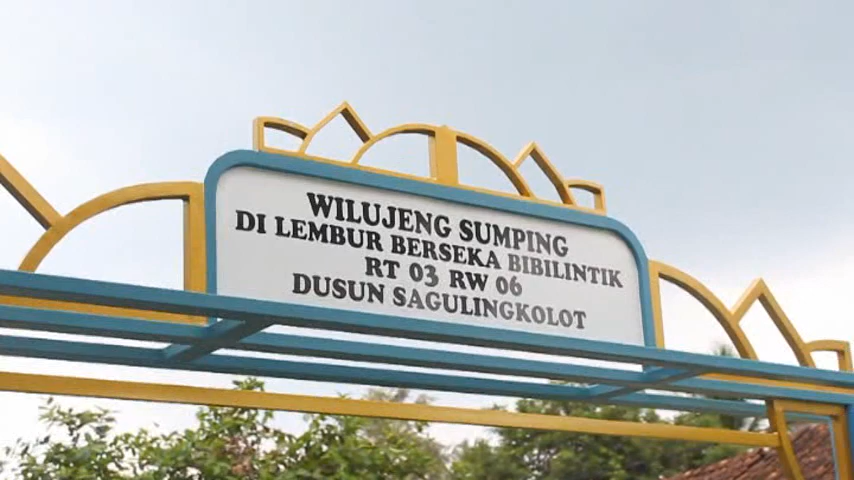 WILUJENG SUMPING
DI LEMBUR BERSEKA BIBILINTIK
RT 03 RW 06
DUSUN SAGULINGKOLOT